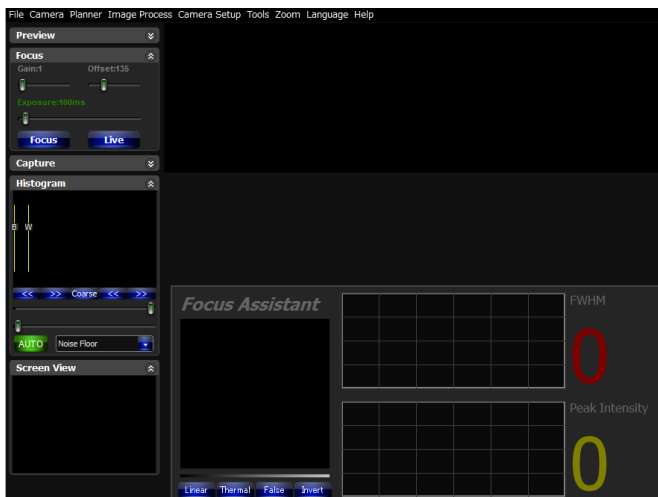 File Camera Planner Image Process Camera Setup Tools Zoom Language Help
Preview
Focus
Gain:1 Offset:135
Exposure:100ms
Focus Live
Capture
Histogram
B W
<< >> Coarse << >>
AUTO Noise Floor
Screen View
Focus Assistant
FWHM
0
Peak Intensity
0
Linear Thermal False Invert